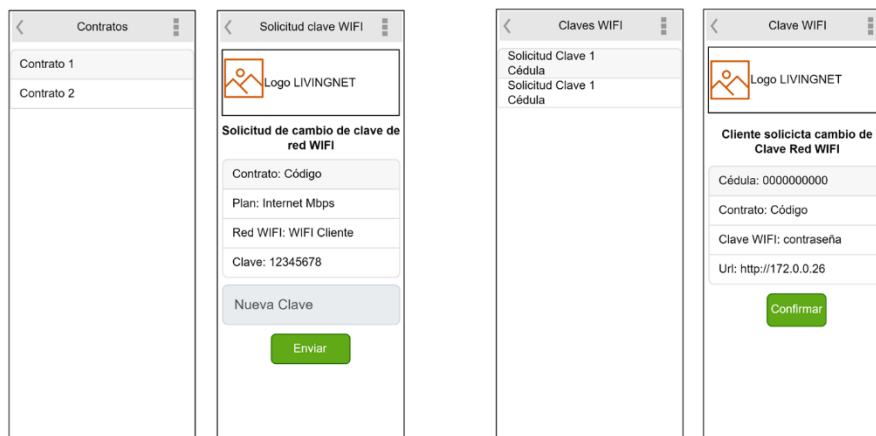 Contratos
Contrato 1
Contrato 2
Solicitud clave WIFI
Logo LIVINGNET
Solicitud de cambio de clave de
red WIFI
Contrato: Código
Plan: Internet Mbps
Red WIFI: WIFI Cliente
Clave: 12345678
Nueva Clave
Enviar
Claves WIFI
Solicitud Clave 1
Cédula
Solicitud Clave 1
Cédula
Clave WIFI
Logo LIVINGNET
Cliente solicicta cambio de
Clave Red WIFI
Cédula: 0000000000
Contrato: Código
Clave WIFI: contraseña
Url: http://172.0.0.26
Confirmar